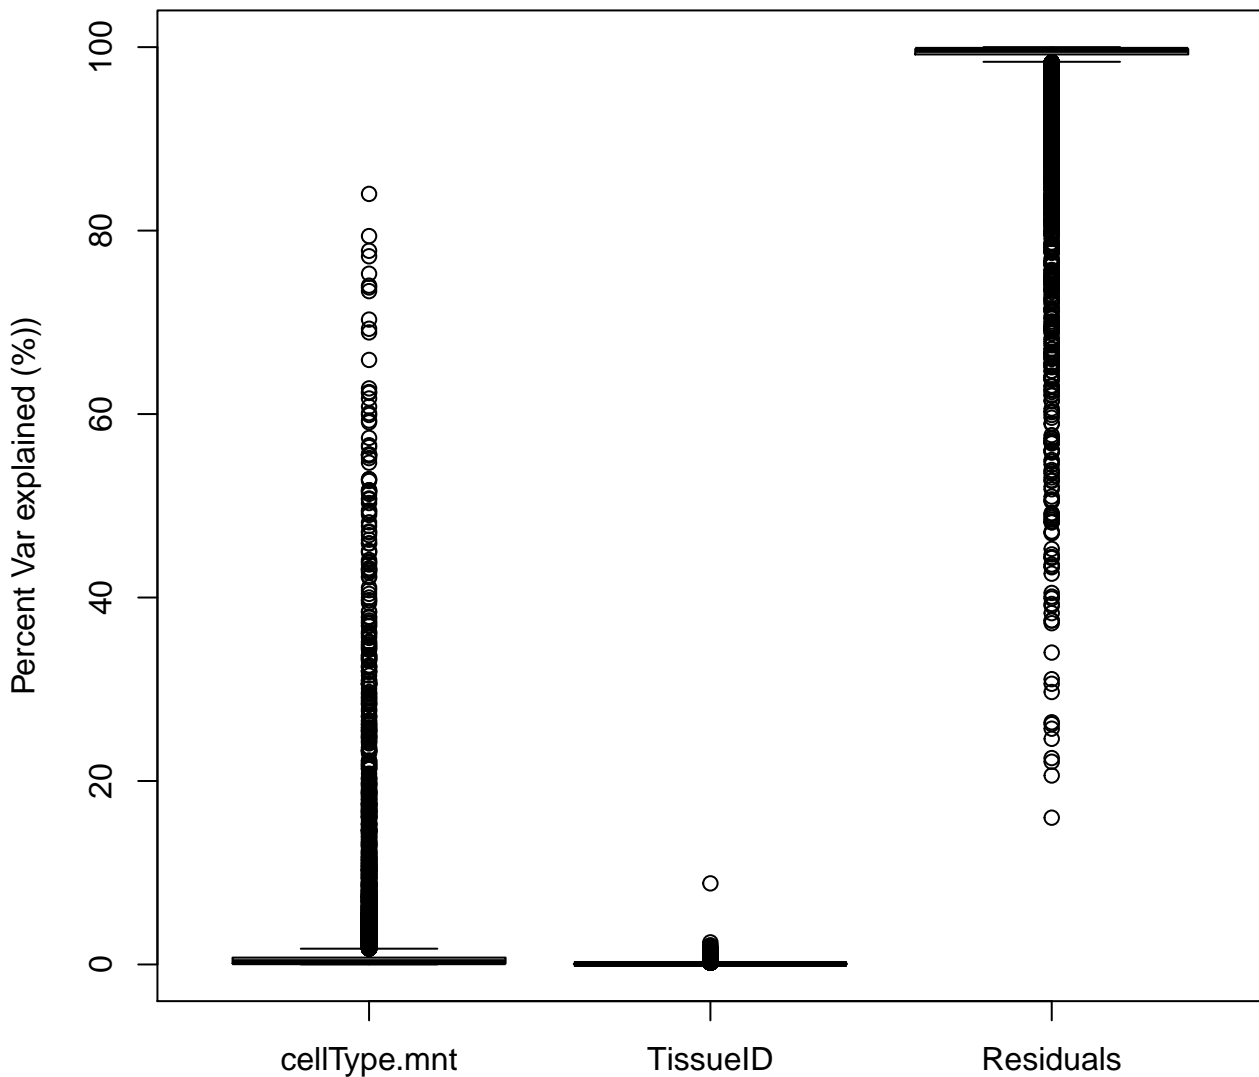 Percent Var explained (%))
100
80
60
40
20
0
cellType.mnt
TissueID
Residuals